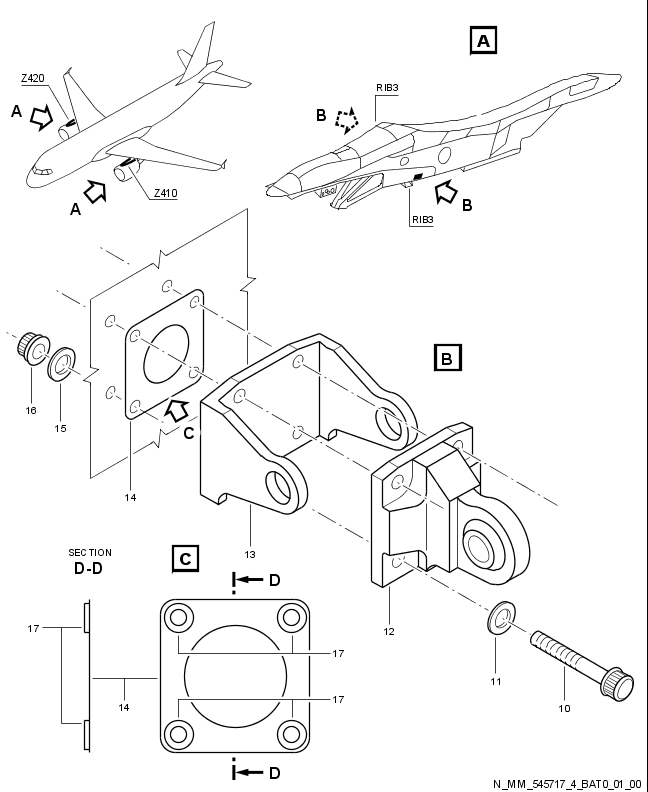 A
Z420
A
RIB3
B
Z410
A
B
RIB3
B
16
15
C
14
13
SECTION
D-D
C
D
12
17
17
11
17
14
10
D
N_MM_545717_4_BAT0_01_00